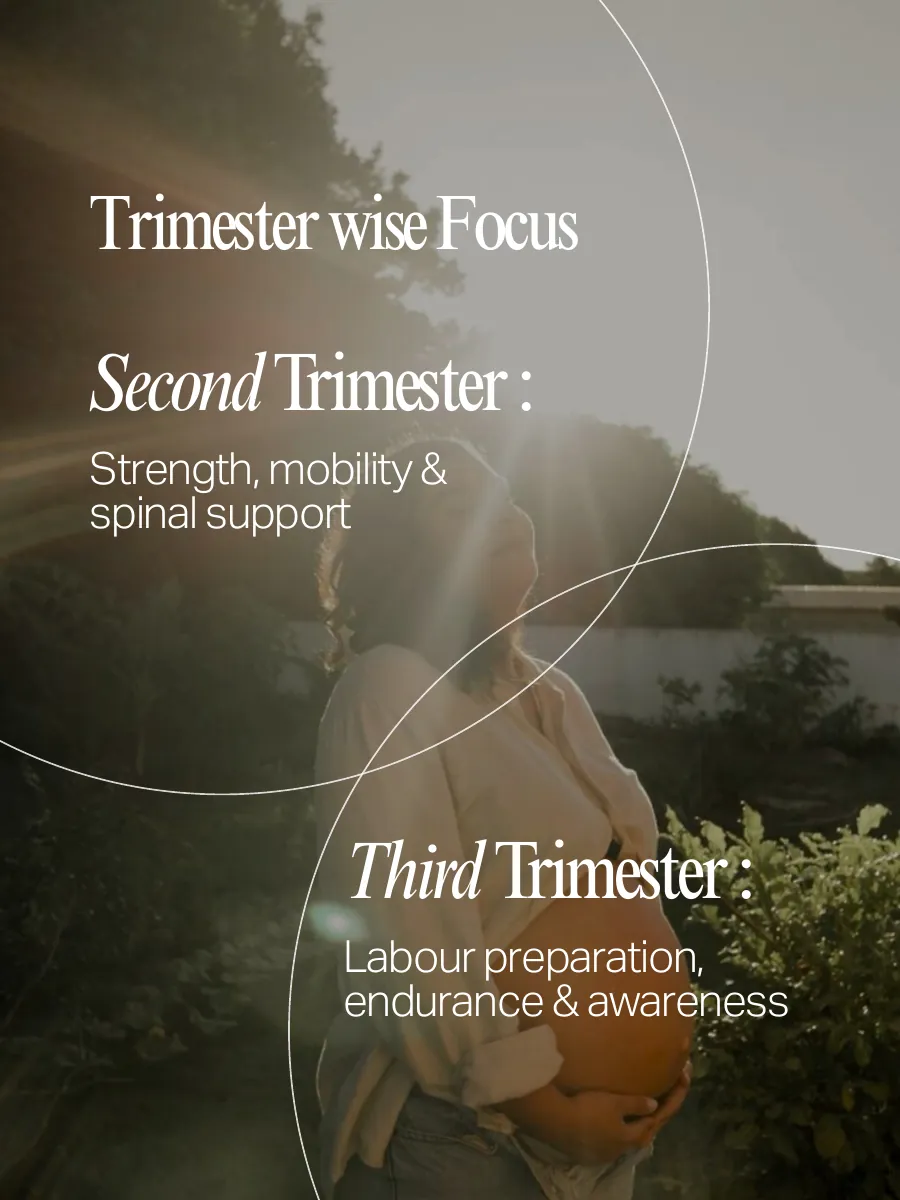 Trimester wise Focus
Second Trimester :
Strength, mobility &
spinal support
Third Trimester :
Labour preparation,
endurance & awareness